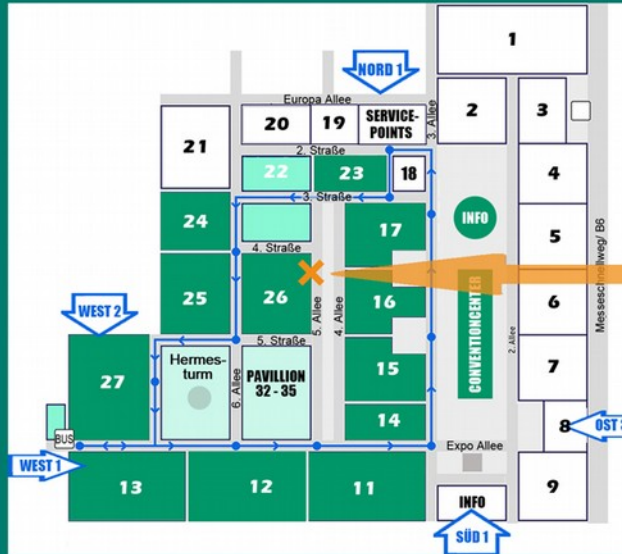 1
NORD 1
Europa Allee
20
19
SERVICE-
POINTS
3. Allee
2
3
21
2. Straße
22
23
18
4
3. Straße
24
17
INFO
5
4. Straße
25
26
5. Allee
4. Allee
16
CONVENTIONCENTER
2. Allee
6
Messeschnellweg/ B6
WEST 2
5. Straße
27
Hermes-
turm
6. Allee
PAVILLION
32 - 35
15
7
14
8
OST 3
BUS
Expo Allee
WEST 1
13
12
11
INFO
9
SÜD 1